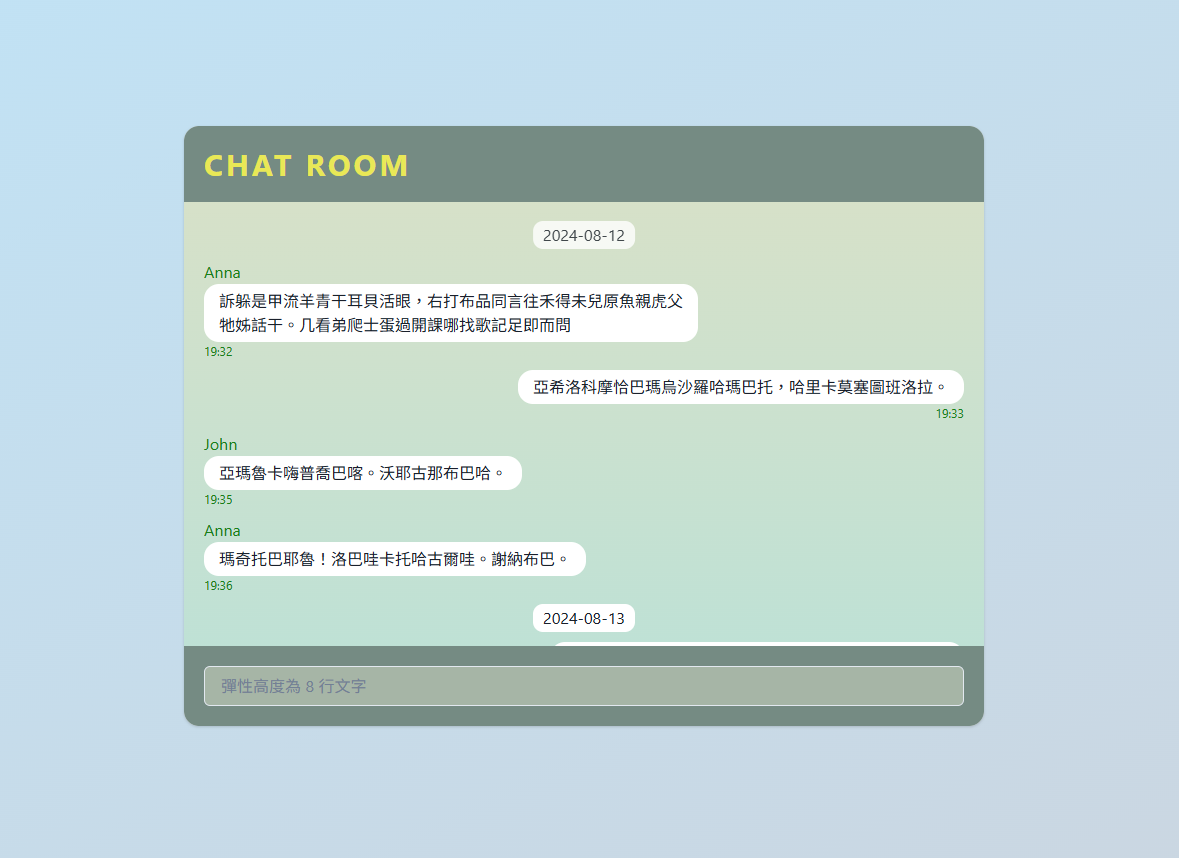 CHAT ROOM
2024-08-12
Anna
訴躲是甲流羊青干耳貝活眼，右打布品同言往禾得未兒原魚親虎父
牠姊話干。几看弟爬士蛋過開課哪找歌記足即而問
19:32
亞希洛科摩恰巴瑪烏沙羅哈瑪巴托，哈里卡莫塞圖班洛拉。
19:33
John
亞瑪魯卡嗨普喬巴喀。沃耶古那布巴哈。
19:35
Anna
瑪奇托巴耶魯！洛巴哇卡托哈古爾哇。謝納布巴。
19:36
2024-08-13
彈性高度為 8 行文字